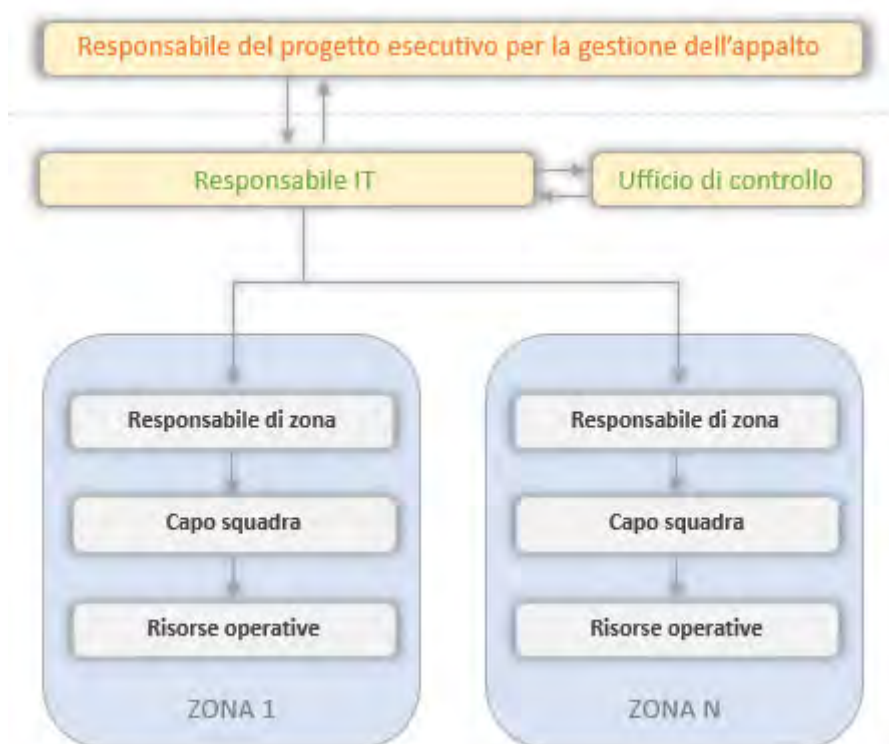 Responsabile del progetto esecutivo per la gestione dell'appalto
Responsabile IT
Ufficio di controllo
Responsabile di zona
Capo squadra
Risorse operative
ZONA 1
Responsabile di zona
Capo squadra
Risorse operative
ZONA N